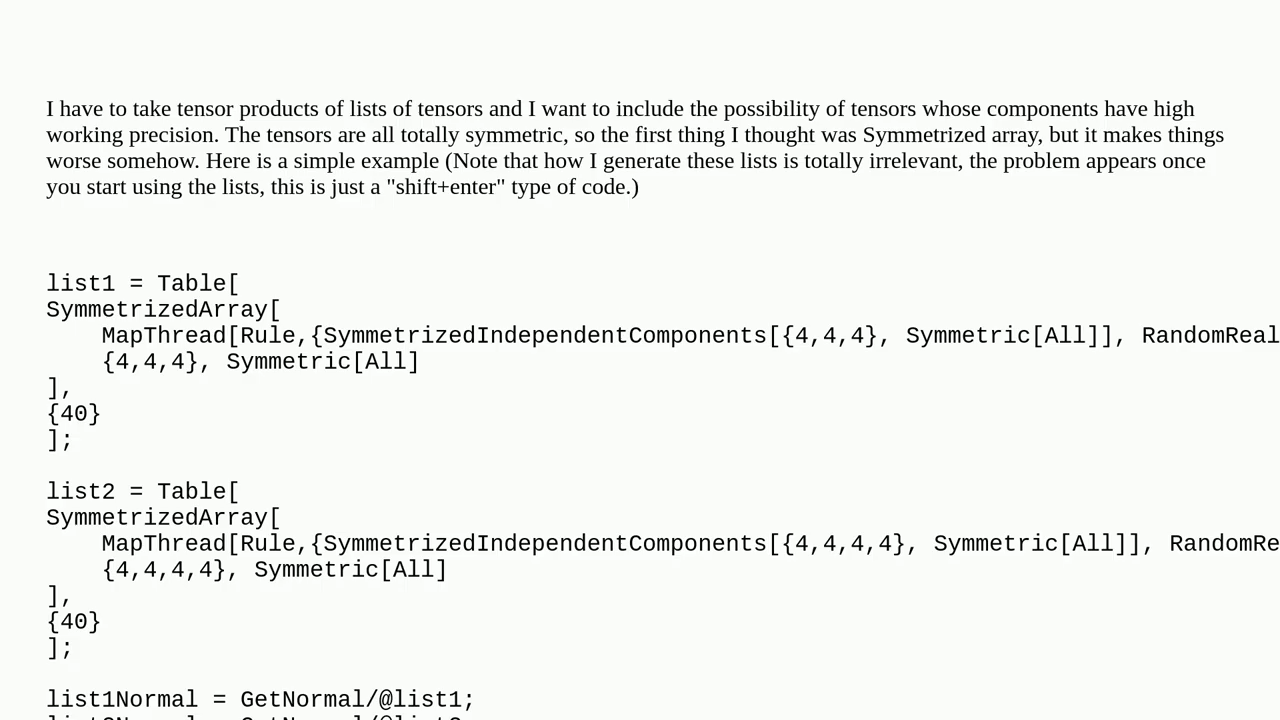 I have to take tensor products of lists of tensors and I want to include the possibility of tensors whose components have high
working precision. The tensors are all totally symmetric, so the first thing I thought was Symmetrized array, but it makes things
worse somehow. Here is a simple example (Note that how I generate these lists is totally irrelevant, the problem appears once
you start using the lists, this is just a "shift+enter" type of code.)
list1 = Table[
SymmetrizedArray[
    MapThread[Rule,{SymmetrizedIndependentComponents[{4,4,4}, Symmetric[All]], RandomReal
    {4,4,4}, Symmetric[All]
],
{40}
];
list2 = Table[
SymmetrizedArray[
    MapThread[Rule,{SymmetrizedIndependentComponents[{4,4,4,4}, Symmetric[All]], RandomRe
    {4,4,4,4}, Symmetric[All]
],
{40}
];
list1Normal = GetNormal/@list1;